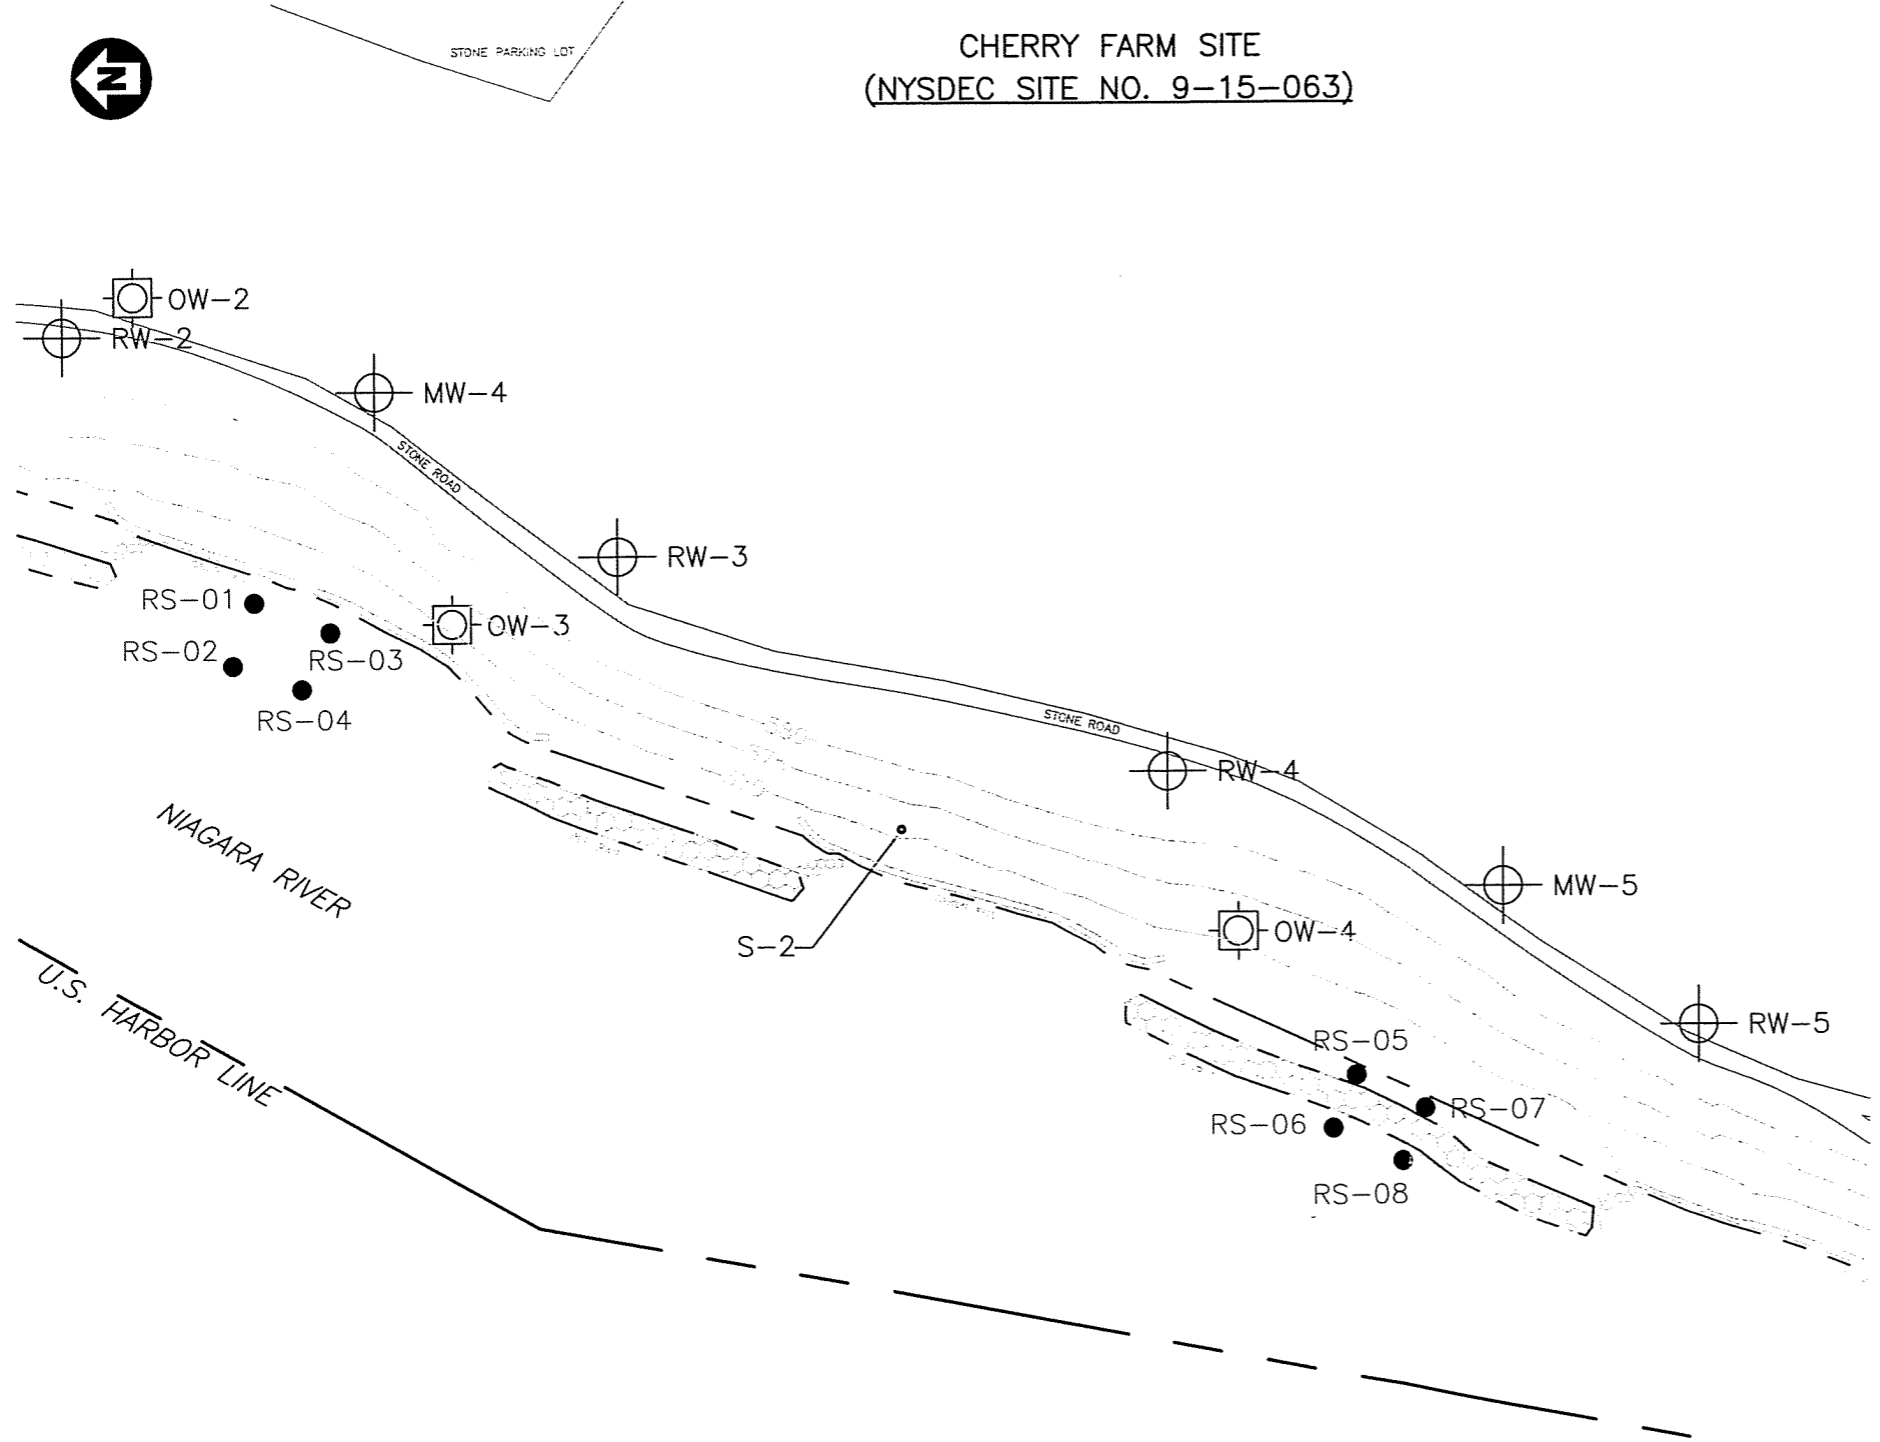 CHERRY FARM SITE
(NYSDEC SITE NO. 9-15-063)
STONE PARKING LOT
N
OW-2
RW-2
MW-4
STONE ROAD
RW-3
RS-01
OW-3
RS-02
RS-03
RS-04
STONE ROAD
RW-4
NIAGARA RIVER
MW-5
S-2
OW-4
U.S. HARBOR LINE
RW-5
RS-05
RS-07
RS-06
RS-08